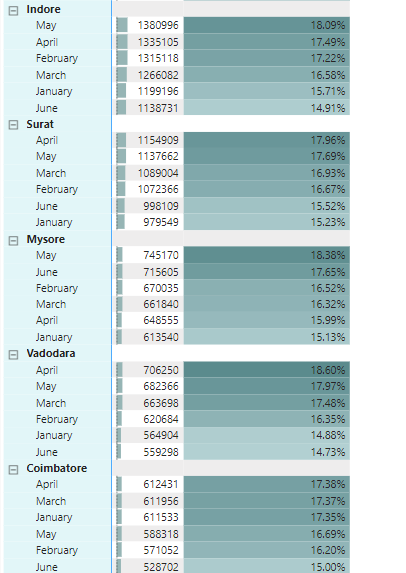 Indore
May 1380996 18.09%
April 1335105 17.49%
February 1315118 17.22%
March 1266082 16.58%
January 1199196 15.71%
June 1138731 14.91%
Surat
April 1154909 17.96%
May 1137662 17.69%
March 1089004 16.93%
February 1072366 16.67%
June 998109 15.52%
January 979549 15.23%
Mysore
May 745170 18.38%
June 715605 17.65%
February 670035 16.52%
March 661840 16.32%
April 648555 15.99%
January 613540 15.13%
Vadodara
April 706250 18.60%
May 682366 17.97%
March 663698 17.48%
February 620684 16.35%
January 564904 14.88%
June 559298 14.73%
Coimbatore
April 612431 17.38%
March 611956 17.37%
January 611533 17.35%
May 588318 16.69%
February 571052 16.20%
June 528702 15.00%